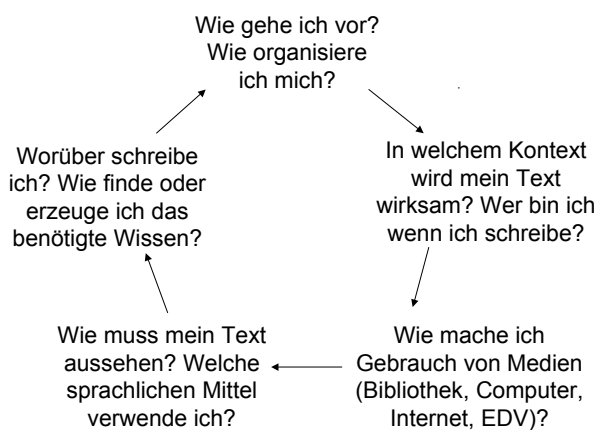 Wie gehe ich vor?
Wie organisiere
ich mich?
In welchem Kontext
wird mein Text
wirksam? Wer bin ich
wenn ich schreibe?
Wie mache ich
Gebrauch von Medien
(Bibliothek, Computer,
Internet, EDV)?
Wie muss mein Text
aussehen? Welche
sprachlichen Mittel
verwende ich?
Worüber schreibe
ich? Wie finde oder
erzeuge ich das
benötigte Wissen?